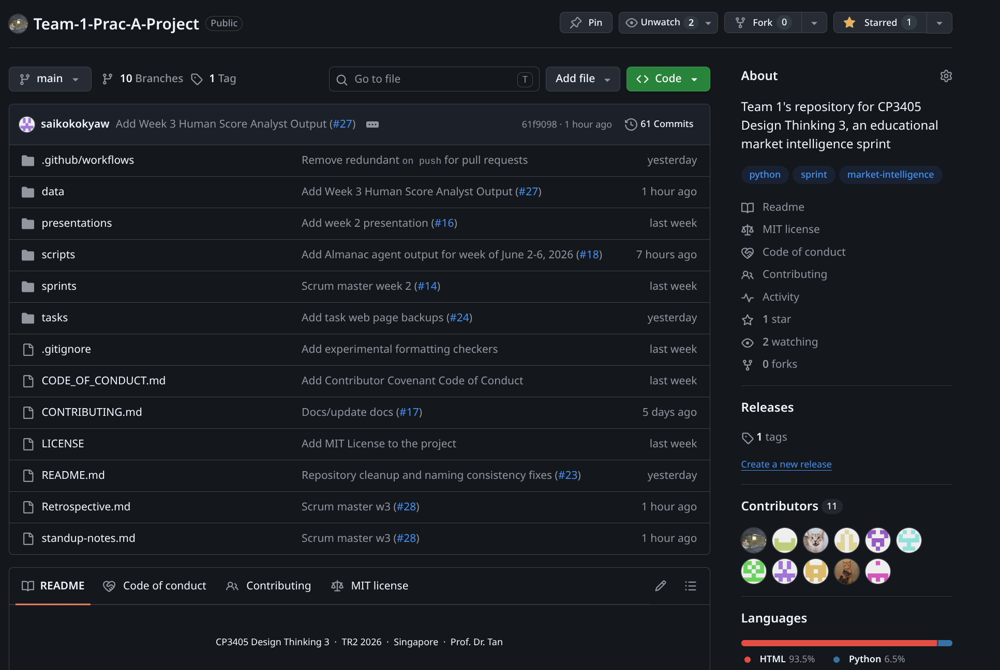 Team-1-Prac-A-Project Public
Pin
Unwatch 2
Fork 0
Starred 1
main
10 Branches
1 Tag
Go to file T
Add file
Code
saikokokyaw Add Week 3 Human Score Analyst Output (#27) 61f9098 · 1 hour ago 61 Commits
.github/workflows Remove redundant on push for pull requests yesterday
data Add Week 3 Human Score Analyst Output (#27) 1 hour ago
presentations Add week 2 presentation (#16) last week
scripts Add Almanac agent output for week of June 2-6, 2026 (#18) 7 hours ago
sprints Scrum master week 2 (#14) last week
tasks Add task web page backups (#24) yesterday
.gitignore Add experimental formatting checkers last week
CODE_OF_CONDUCT.md Add Contributor Covenant Code of Conduct last week
CONTRIBUTING.md Docs/update docs (#17) 5 days ago
LICENSE Add MIT License to the project last week
README.md Repository cleanup and naming consistency fixes (#23) yesterday
Retrospective.md Scrum master w3 (#28) 1 hour ago
standup-notes.md Scrum master w3 (#28) 1 hour ago
README Code of conduct Contributing MIT license
CP3405 Design Thinking 3 · TR2 2026 · Singapore · Prof. Dr. Tan
About
Team 1's repository for CP3405
Design Thinking 3, an educational
market intelligence sprint
python sprint market-intelligence
Readme
MIT license
Code of conduct
Contributing
Activity
1 star
2 watching
0 forks
Releases
1 tags
Create a new release
Contributors 11
Languages
HTML 93.5% Python 6.5%